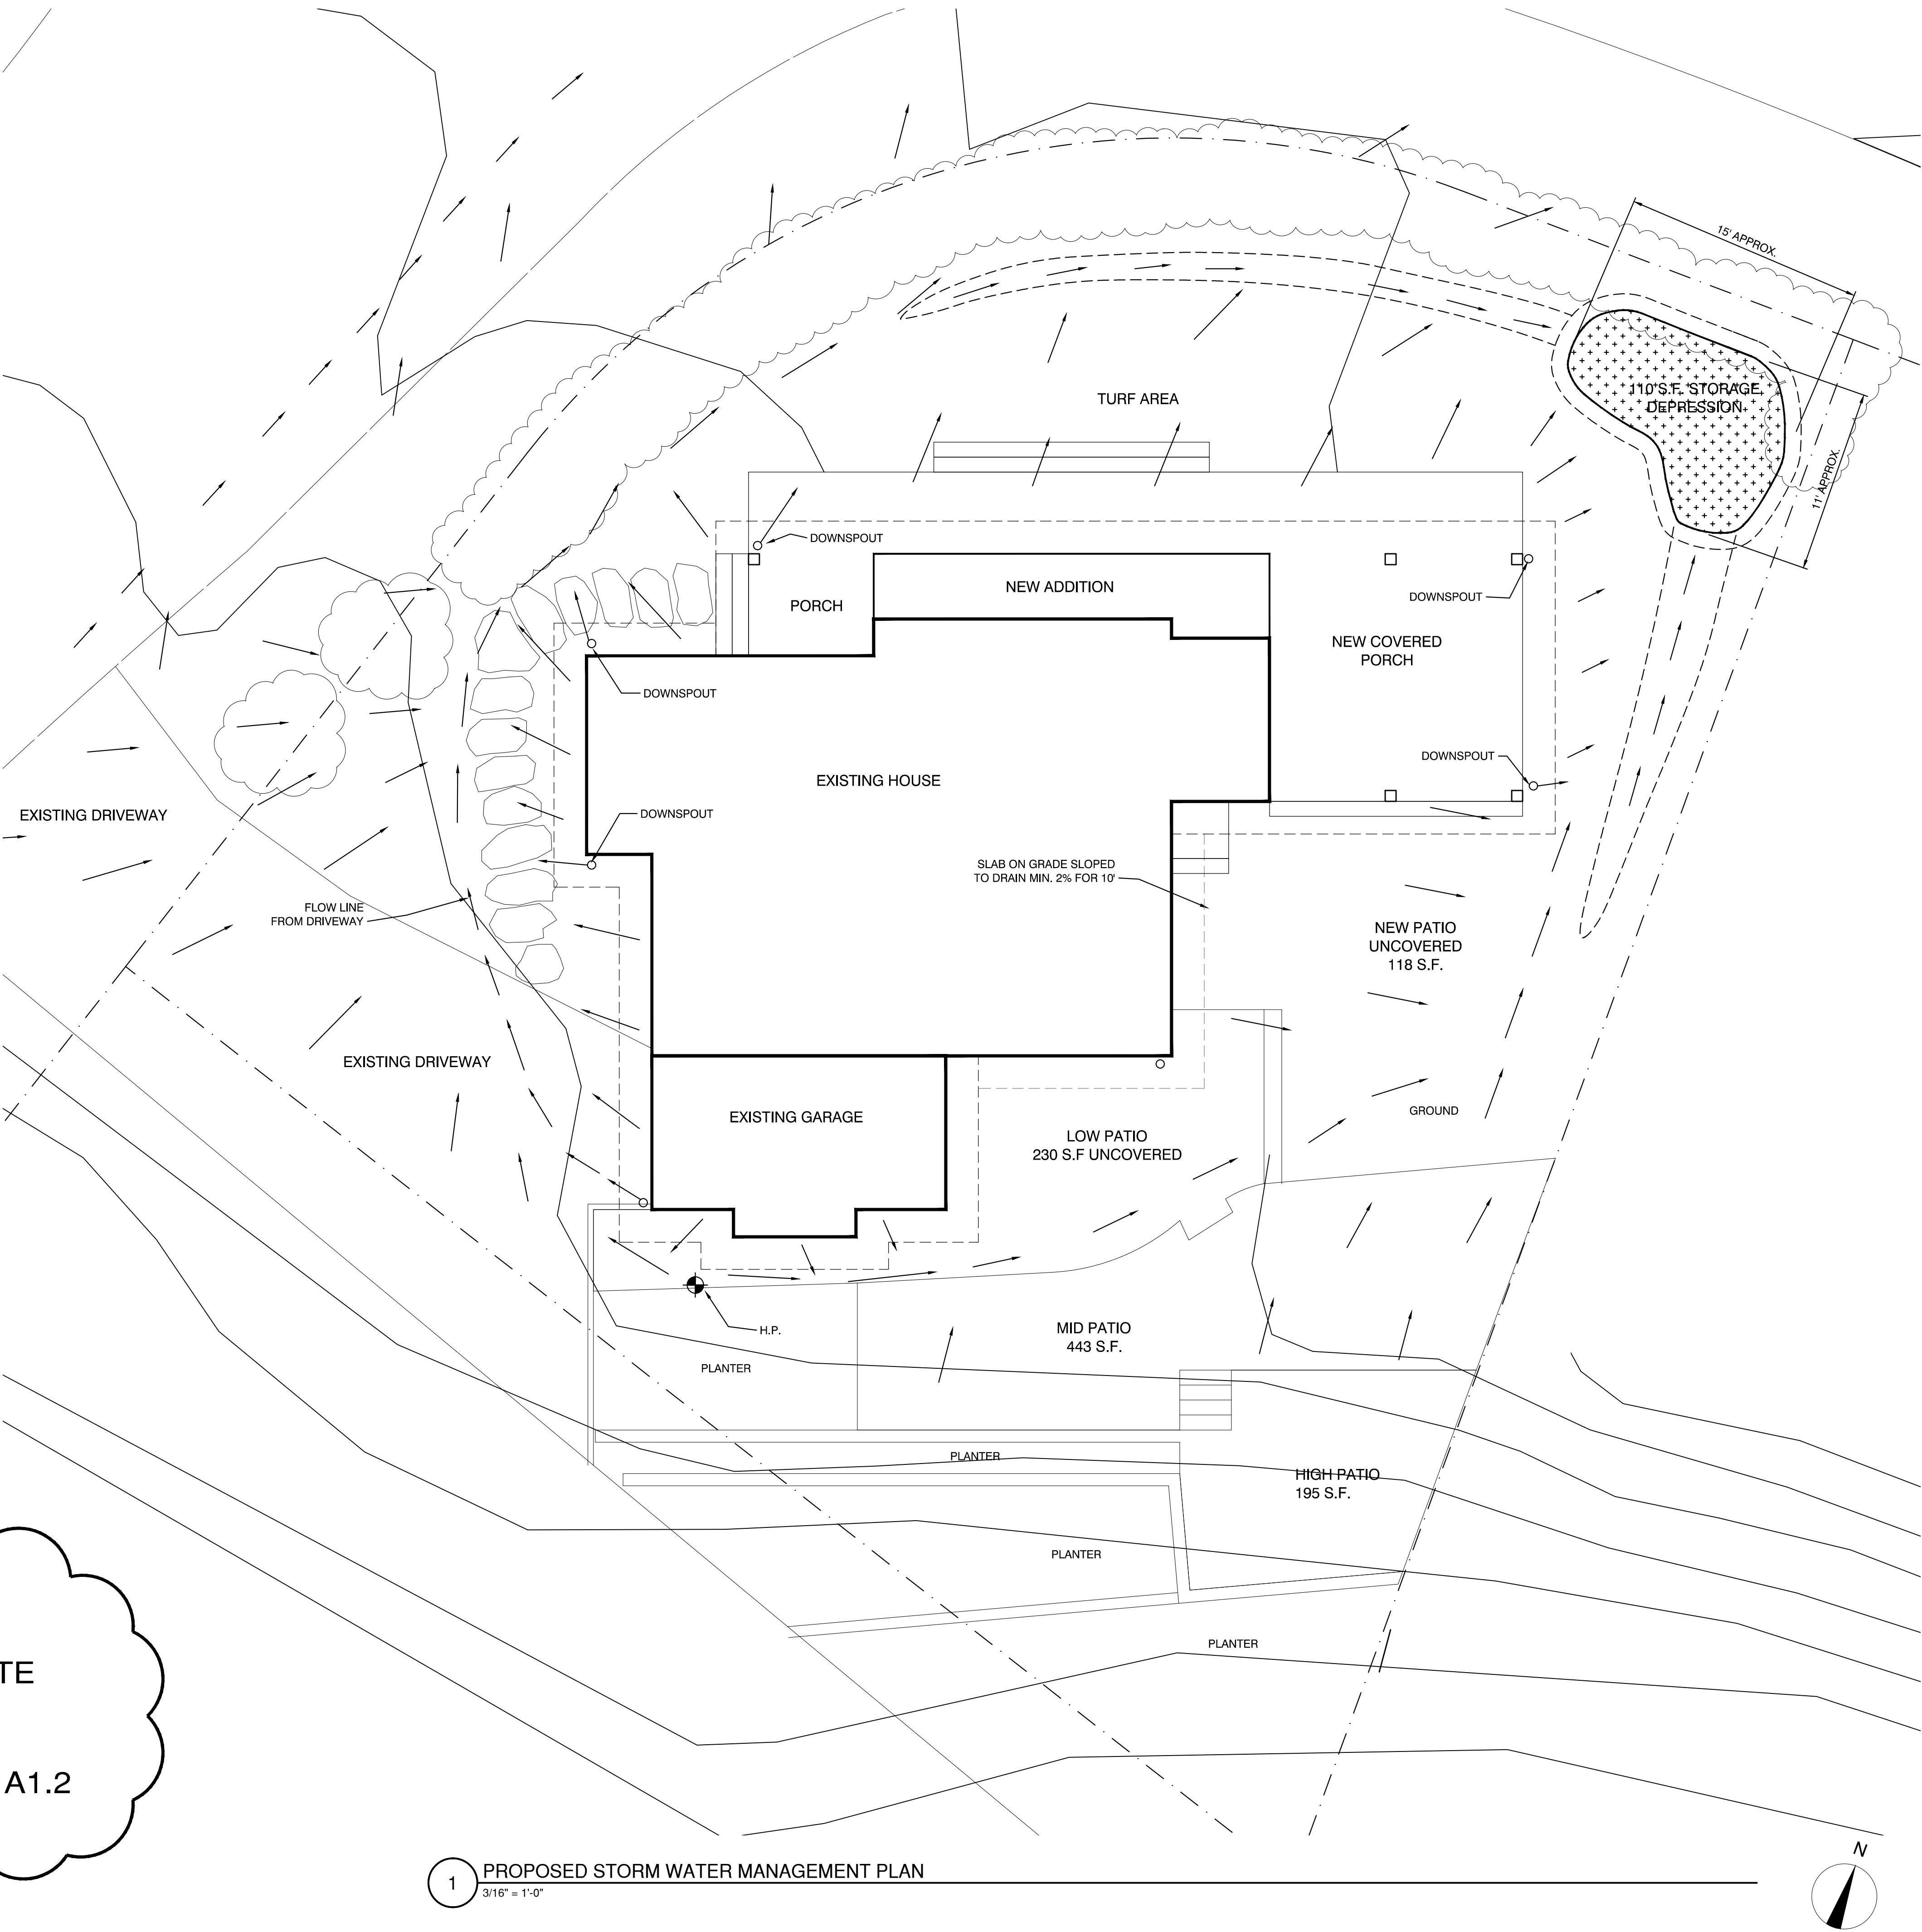 15' APPROX.
110 S.F. STORAGE
DEPRESSION
11' APPROX.
TURF AREA
DOWNSPOUT
NEW ADDITION
PORCH
DOWNSPOUT
NEW COVERED
PORCH
DOWNSPOUT
DOWNSPOUT
EXISTING HOUSE
EXISTING DRIVEWAY
DOWNSPOUT
SLAB ON GRADE SLOPED
TO DRAIN MIN. 2% FOR 10'
FLOW LINE
FROM DRIVEWAY
NEW PATIO
UNCOVERED
118 S.F.
EXISTING DRIVEWAY
EXISTING GARAGE
GROUND
LOW PATIO
230 S.F UNCOVERED
H.P.
MID PATIO
443 S.F.
PLANTER
PLANTER
HIGH PATIO
195 S.F.
PLANTER
PLANTER
TE
A1.2
1
PROPOSED STORM WATER MANAGEMENT PLAN
3/16" = 1'-0"
N